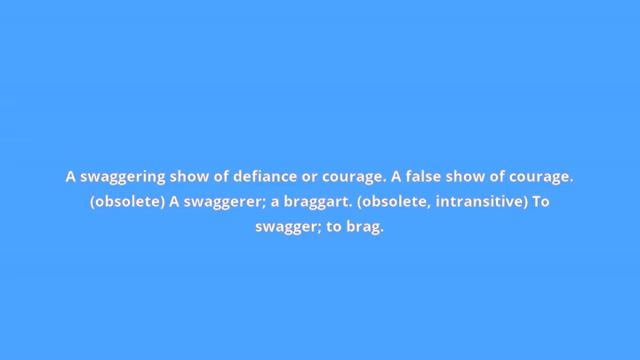 A swaggering show of defiance or courage. A false show of courage.
(obsolete) A swaggerer; a braggart. (obsolete, intransitive) To
swagger; to brag.